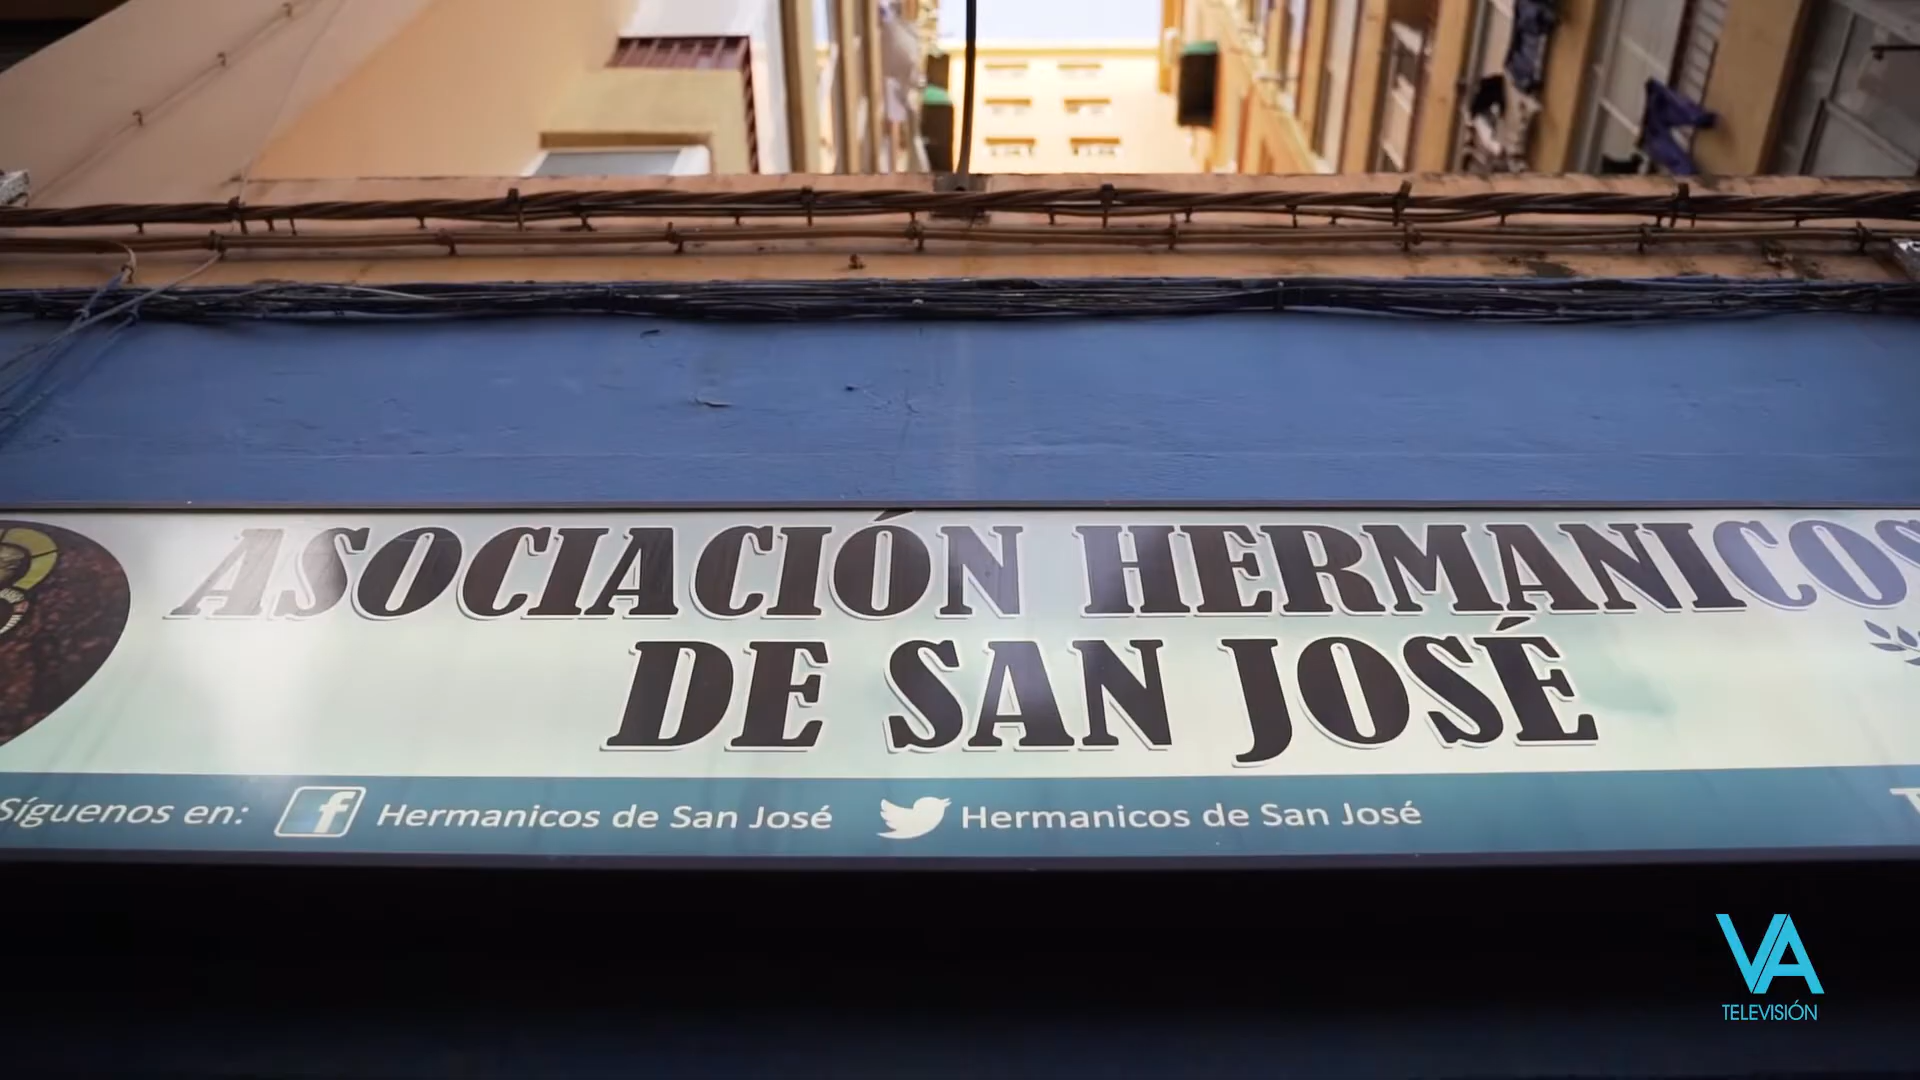 ASOCIACIÓN HERMANICOS
DE SAN JOSÉ
Síguenos en: f Hermanicos de San José Hermanicos de San José
VA
TELEVISIÓN